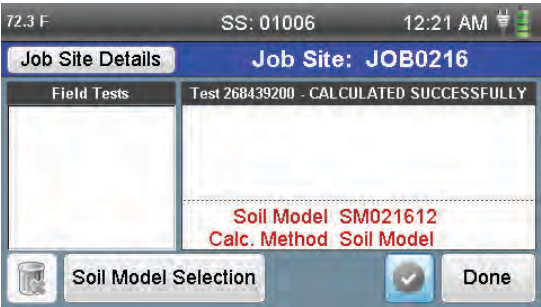 72.3 F
SS: 01006
12:21 AM
Job Site Details
Job Site: JOB0216
Field Tests
Test 268439200 - CALCULATED SUCCESSFULLY
Soil Model SM021612
Calc. Method Soil Model
Soil Model Selection
Done